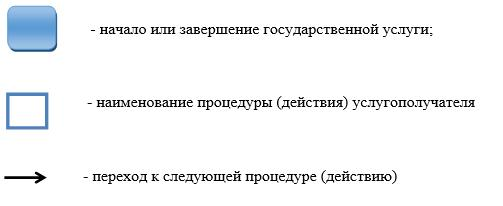 - начало или завершение государственной услуги;
- наименование процедуры (действия) услугополучателя
- переход к следующей процедуре (действию)